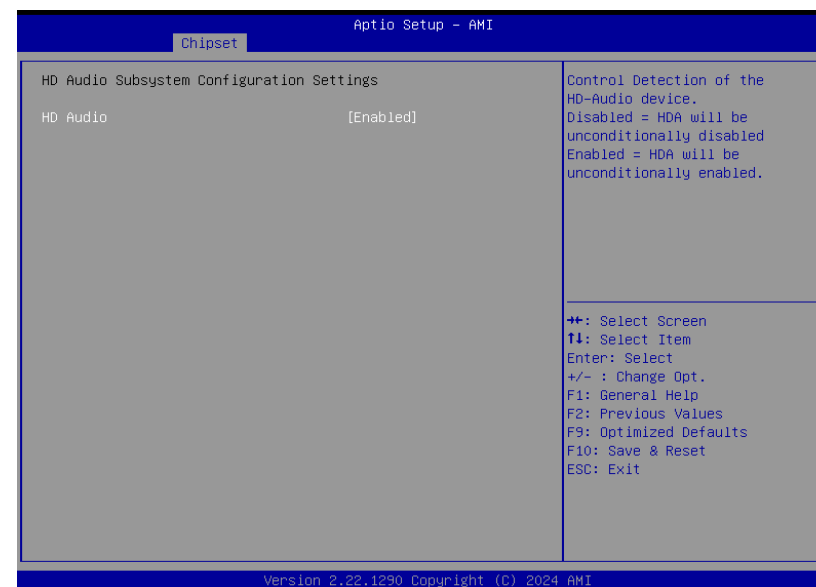 Aptio Setup – AMI
Chipset
HD Audio Subsystem Configuration Settings
HD Audio [Enabled]
Control Detection of the
HD-Audio device.
Disabled = HDA will be
unconditionally disabled
Enabled = HDA will be
unconditionally enabled.
→←: Select Screen
↑↓: Select Item
Enter: Select
+/- : Change Opt.
F1: General Help
F2: Previous Values
F9: Optimized Defaults
F10: Save & Reset
ESC: Exit
Version 2.22.1290 Copyright (C) 2024 AMI